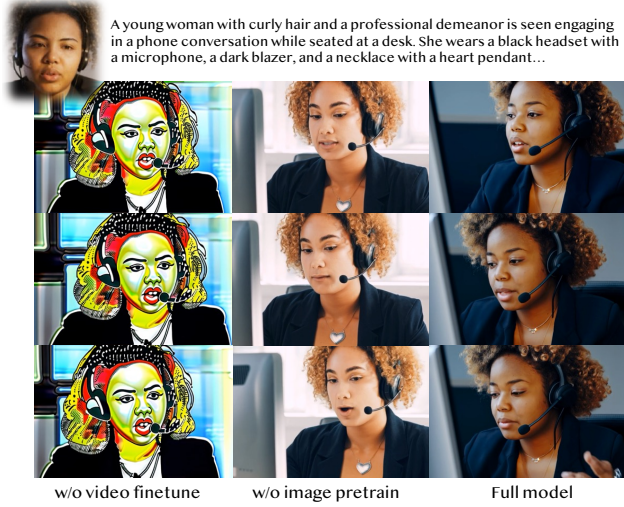 A young woman with curly hair and a professional demeanor is seen engaging
in a phone conversation while seated at a desk. She wears a black headset with
a microphone, a dark blazer, and a necklace with a heart pendant…
w/o video finetune
w/o image pretrain
Full model